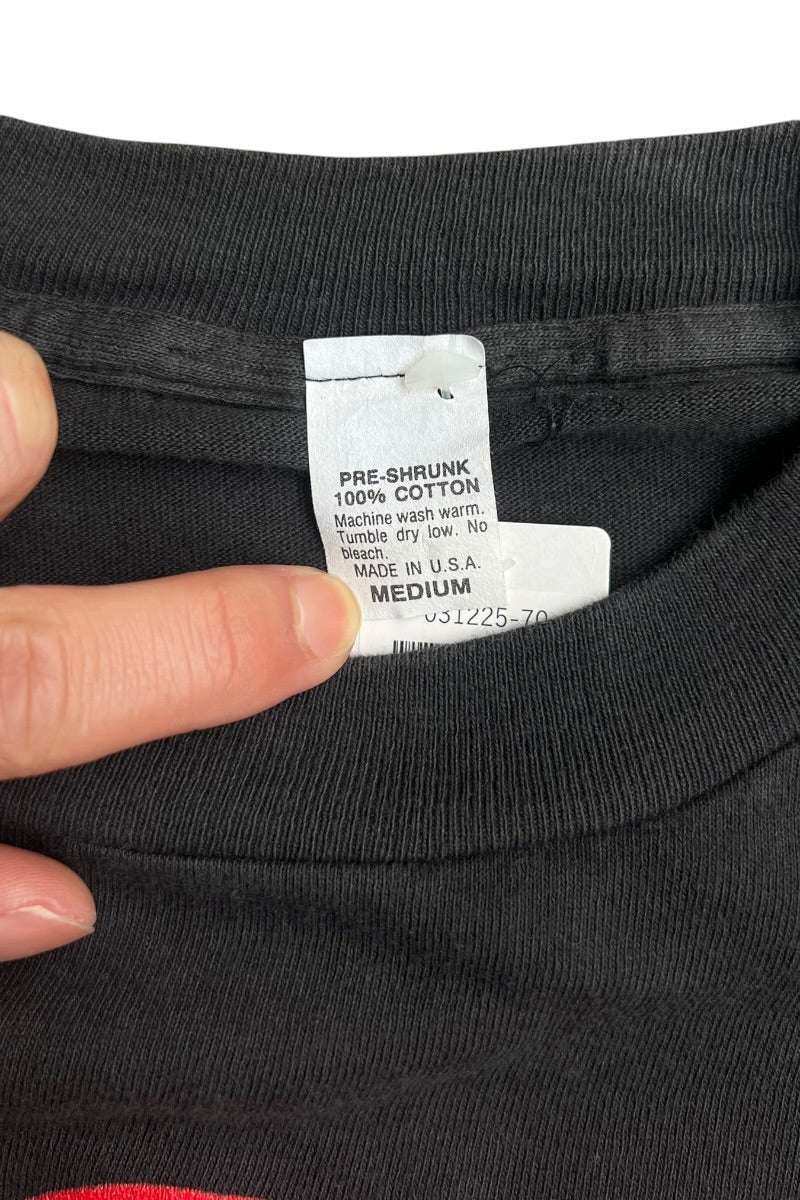 PRE-SHRUNK
100% COTTON
Machine wash warm.
Tumble dry low. No
bleach.
MADE IN U.S.A.
MEDIUM
031225-70